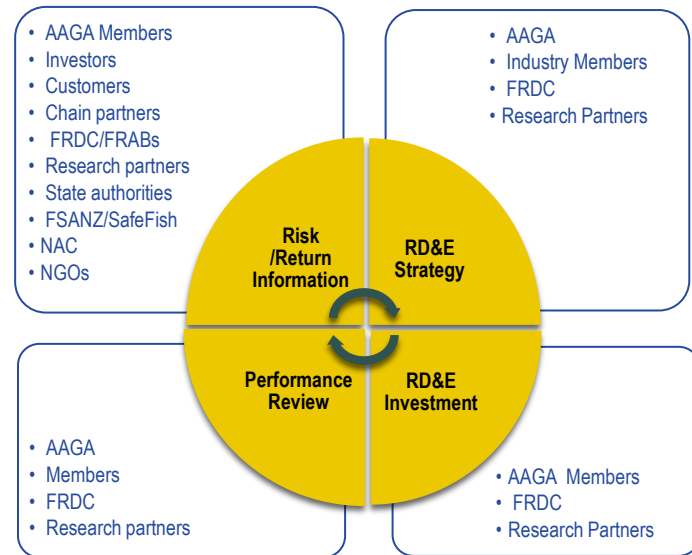 AAGA Members
Investors
Customers
Chain partners
FRDC/FRABs
Research partners
State authorities
FSANZ/SafeFish
NAC
NGOs
AAGA
Industry Members
FRDC
Research Partners
Risk
/Return
Information
RD&E
Strategy
Performance
Review
RD&E
Investment
AAGA
Members
FRDC
Research partners
AAGA Members
FRDC
Research Partners